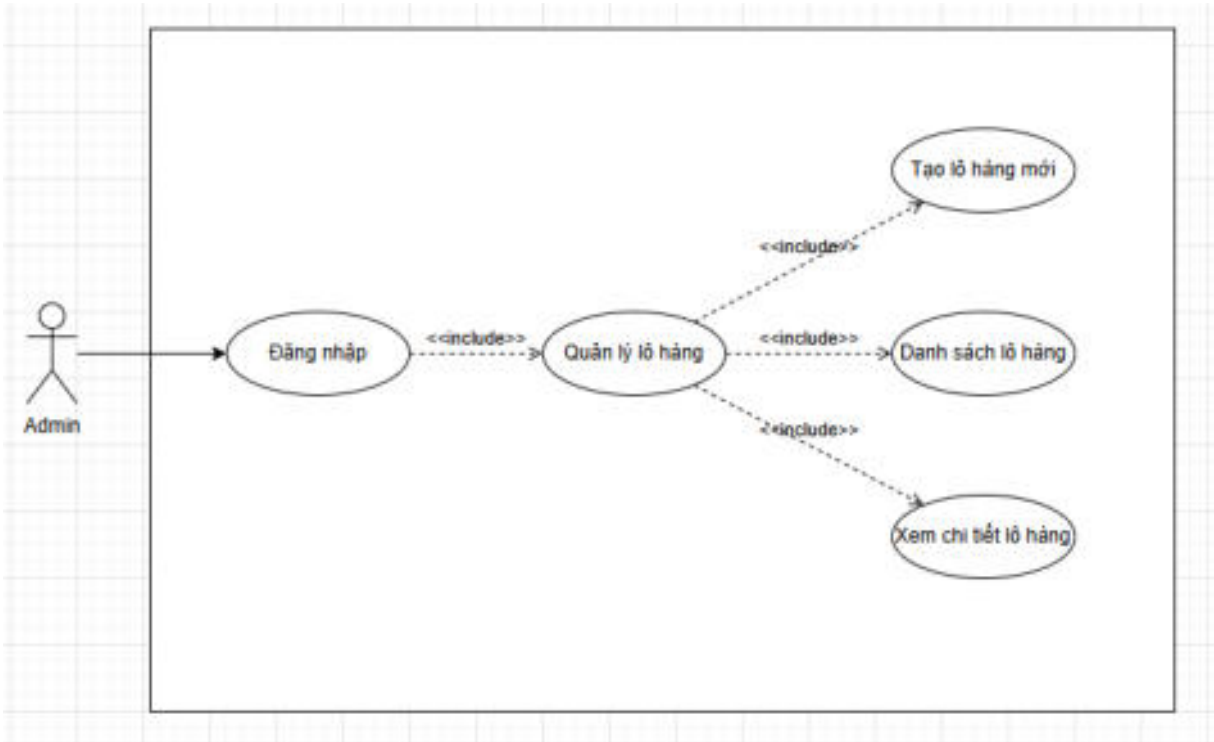 Tạo lô hàng mới
<<include>>
Đăng nhập
<<include>>
Quản lý lô hàng
<<include>>
Danh sách lô hàng
Admin
<<include>>
Xem chi tiết lô hàng